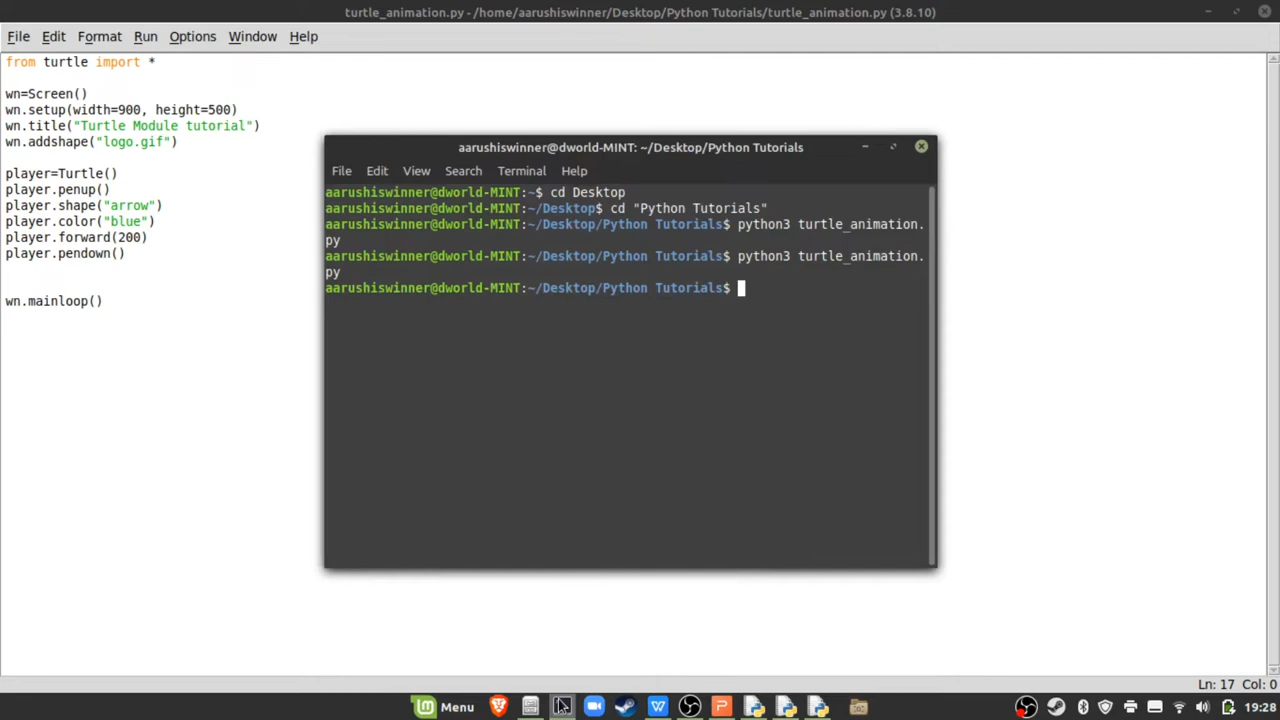 turtle_animation.py - /home/aarushiswinner/Desktop/Python Tutorials/turtle_animation.py (3.8.10)
File Edit Format Run Options Window Help
from turtle import *
wn=Screen()
wn.setup(width=900, height=500)
wn.title("Turtle Module tutorial")
wn.addshape("logo.gif")
player=Turtle()
player.penup()
player.shape("arrow")
player.color("blue")
player.forward(200)
player.pendown()
wn.mainloop()
aarushiswinner@dworld-MINT: ~/Desktop/Python Tutorials
File Edit View Search Terminal Help
aarushiswinner@dworld-MINT:~$ cd Desktop
aarushiswinner@dworld-MINT:~/Desktop$ cd "Python Tutorials"
aarushiswinner@dworld-MINT:~/Desktop/Python Tutorials$ python3 turtle_animation.
py
aarushiswinner@dworld-MINT:~/Desktop/Python Tutorials$ python3 turtle_animation.
py
aarushiswinner@dworld-MINT:~/Desktop/Python Tutorials$
Ln: 17 Col: 0
Menu
19:28